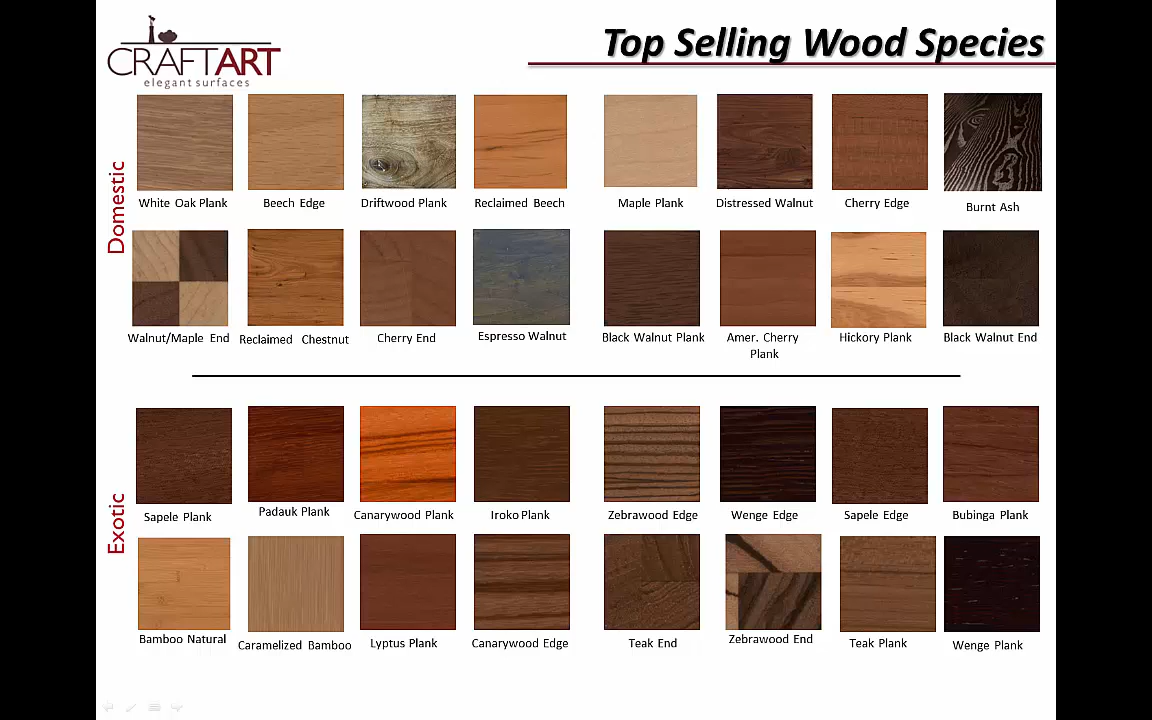 CRAFTART
elegant surfaces
Top Selling Wood Species
Domestic
White Oak Plank
Beech Edge
Driftwood Plank
Reclaimed Beech
Maple Plank
Distressed Walnut
Cherry Edge
Burnt Ash
Walnut/Maple End
Reclaimed Chestnut
Cherry End
Espresso Walnut
Black Walnut Plank
Amer. Cherry
Plank
Hickory Plank
Black Walnut End
Exotic
Sapele Plank
Padauk Plank
Canarywood Plank
Iroko Plank
Zebrawood Edge
Wenge Edge
Sapele Edge
Bubinga Plank
Bamboo Natural
Caramelized Bamboo
Lyptus Plank
Canarywood Edge
Teak End
Zebrawood End
Teak Plank
Wenge Plank